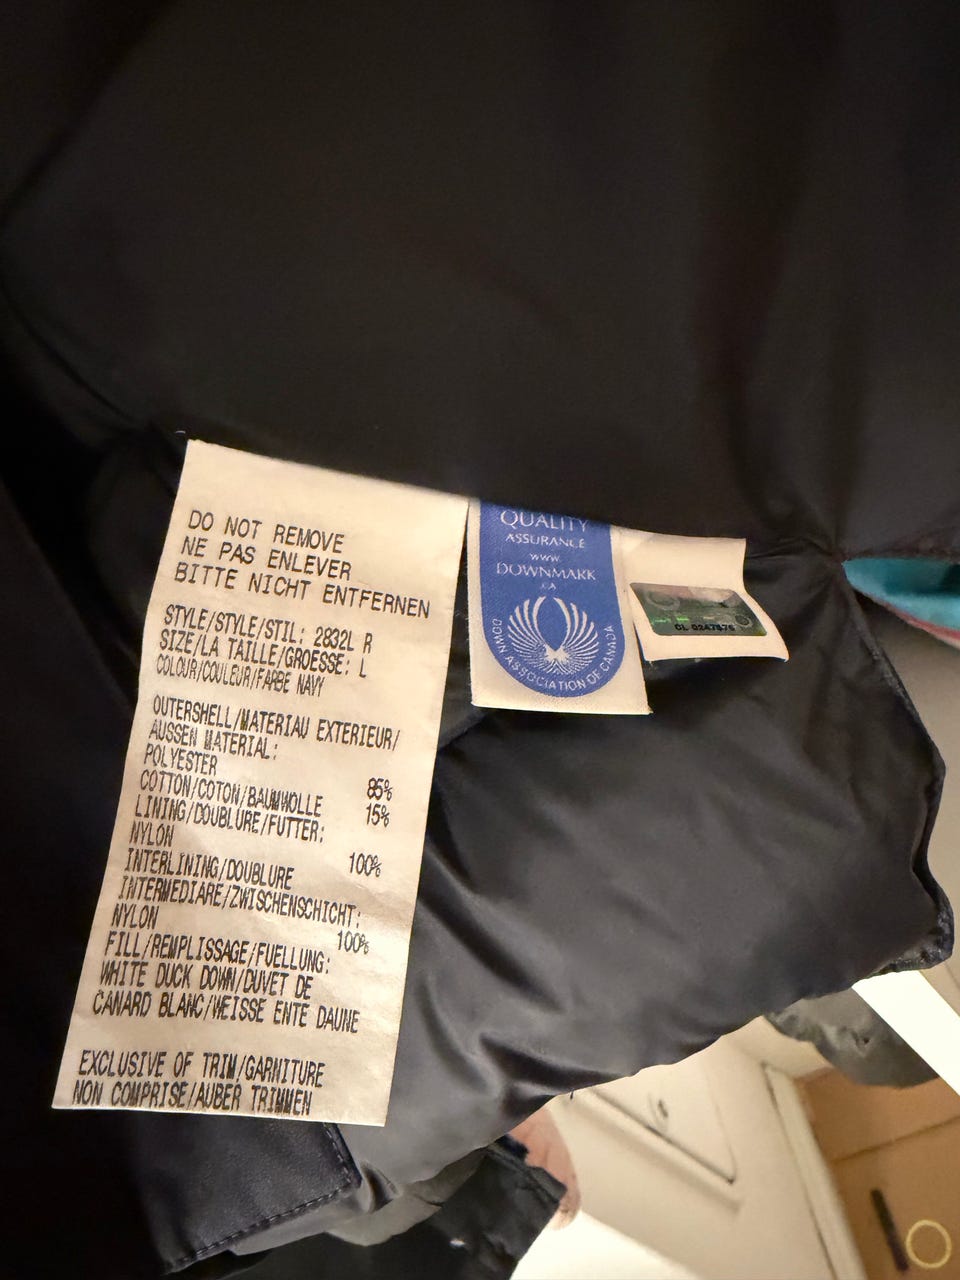 DO NOT REMOVE
NE PAS ENLEVER
BITTE NICHT ENTFERNEN
STYLE/STYLE/STIL: 2832L R
SIZE/LA TAILLE/GROESSE: L
COLOUR/COULEUR/FARBE NAVY
OUTERSHELL/MATERIAU EXTERIEUR/
AUSSEN MATERIAL:
POLYESTER 85%
COTTON/COTON/BAUMWOLLE 15%
LINING/DOUBLURE/FUTTER:
NYLON 100%
INTERLINING/DOUBLURE
INTERMEDIARE/ZWISCHENSCHICHT:
NYLON 100%
FILL/REMPLISSAGE/FUELLUNG:
WHITE DUCK DOWN/DUVET DE
CANARD BLANC/WEISSE ENTE DAUNE
EXCLUSIVE OF TRIM/GARNITURE
NON COMPRISE/AUBER TRIMMEN
QUALITY
ASSURANCE
www
DOWNMARK
.CA
DOWN ASSOCIATION OF CANADA